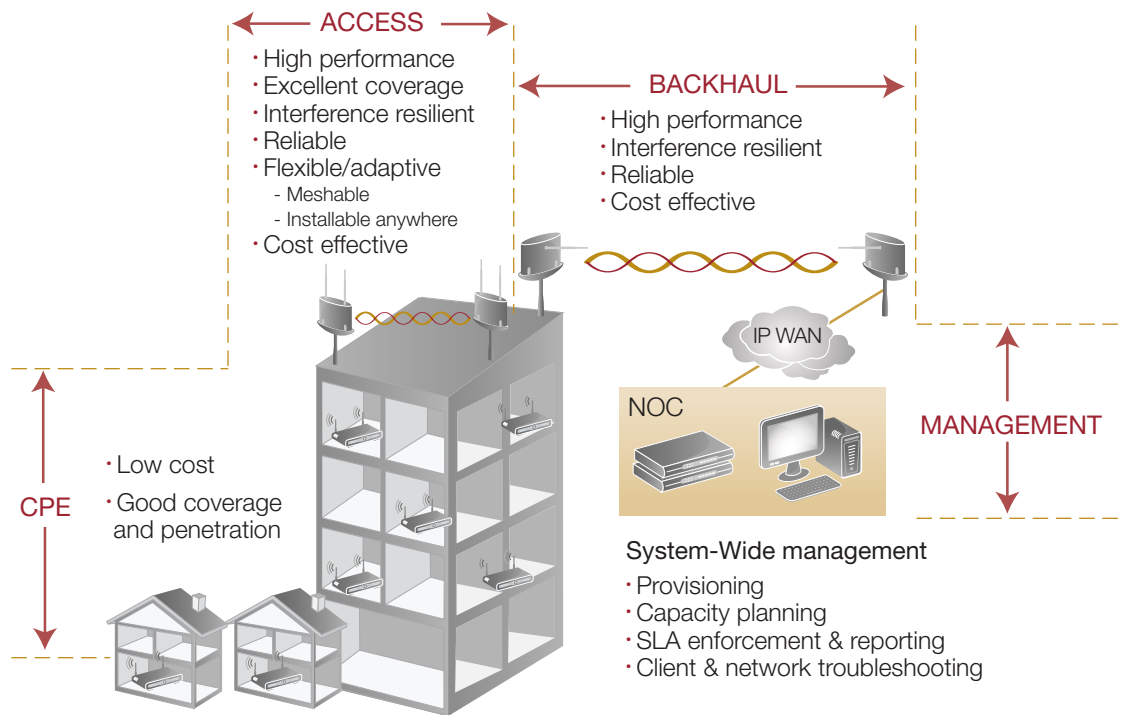 ACCESS
· High performance
· Excellent coverage
· Interference resilient
· Reliable
· Flexible/adaptive
- Meshable
- Installable anywhere
· Cost effective
BACKHAUL
· High performance
· Interference resilient
· Reliable
· Cost effective
IP WAN
NOC
MANAGEMENT
CPE
· Low cost
· Good coverage
and penetration
System-Wide management
· Provisioning
· Capacity planning
· SLA enforcement & reporting
· Client & network troubleshooting